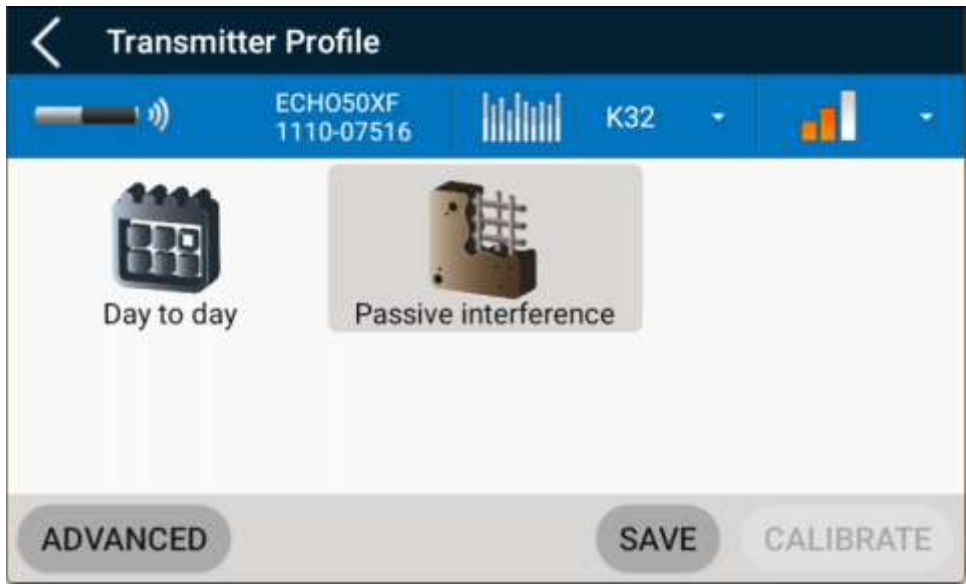 Transmitter Profile
ECHO50XF
1110-07516
K32
Day to day
Passive interference
ADVANCED
SAVE
CALIBRATE